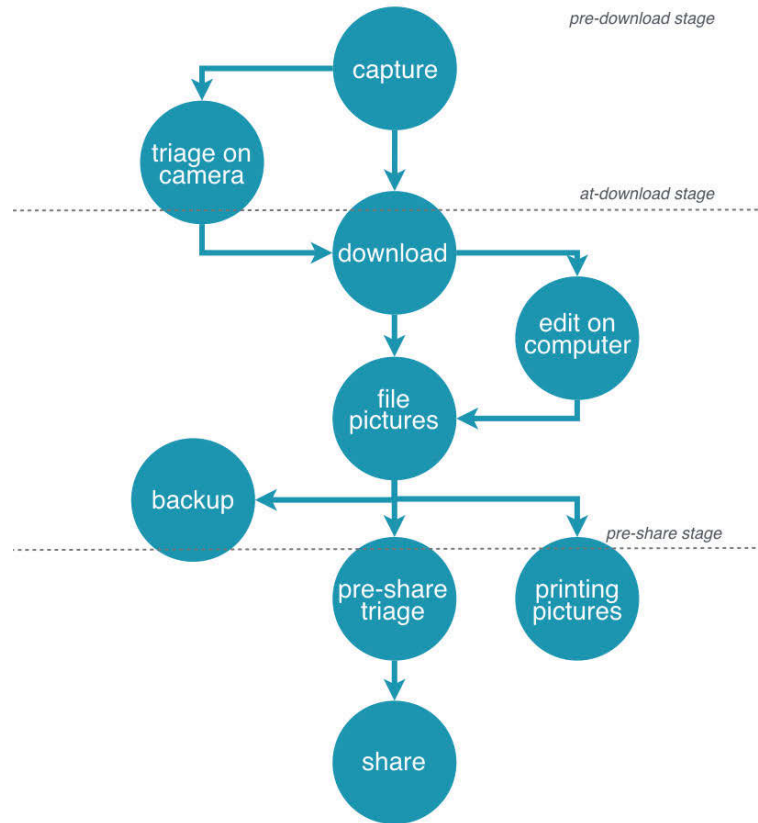 pre-download stage
capture
triage on
camera
at-download stage
download
edit on
computer
file
pictures
backup
pre-share stage
pre-share
triage
printing
pictures
share